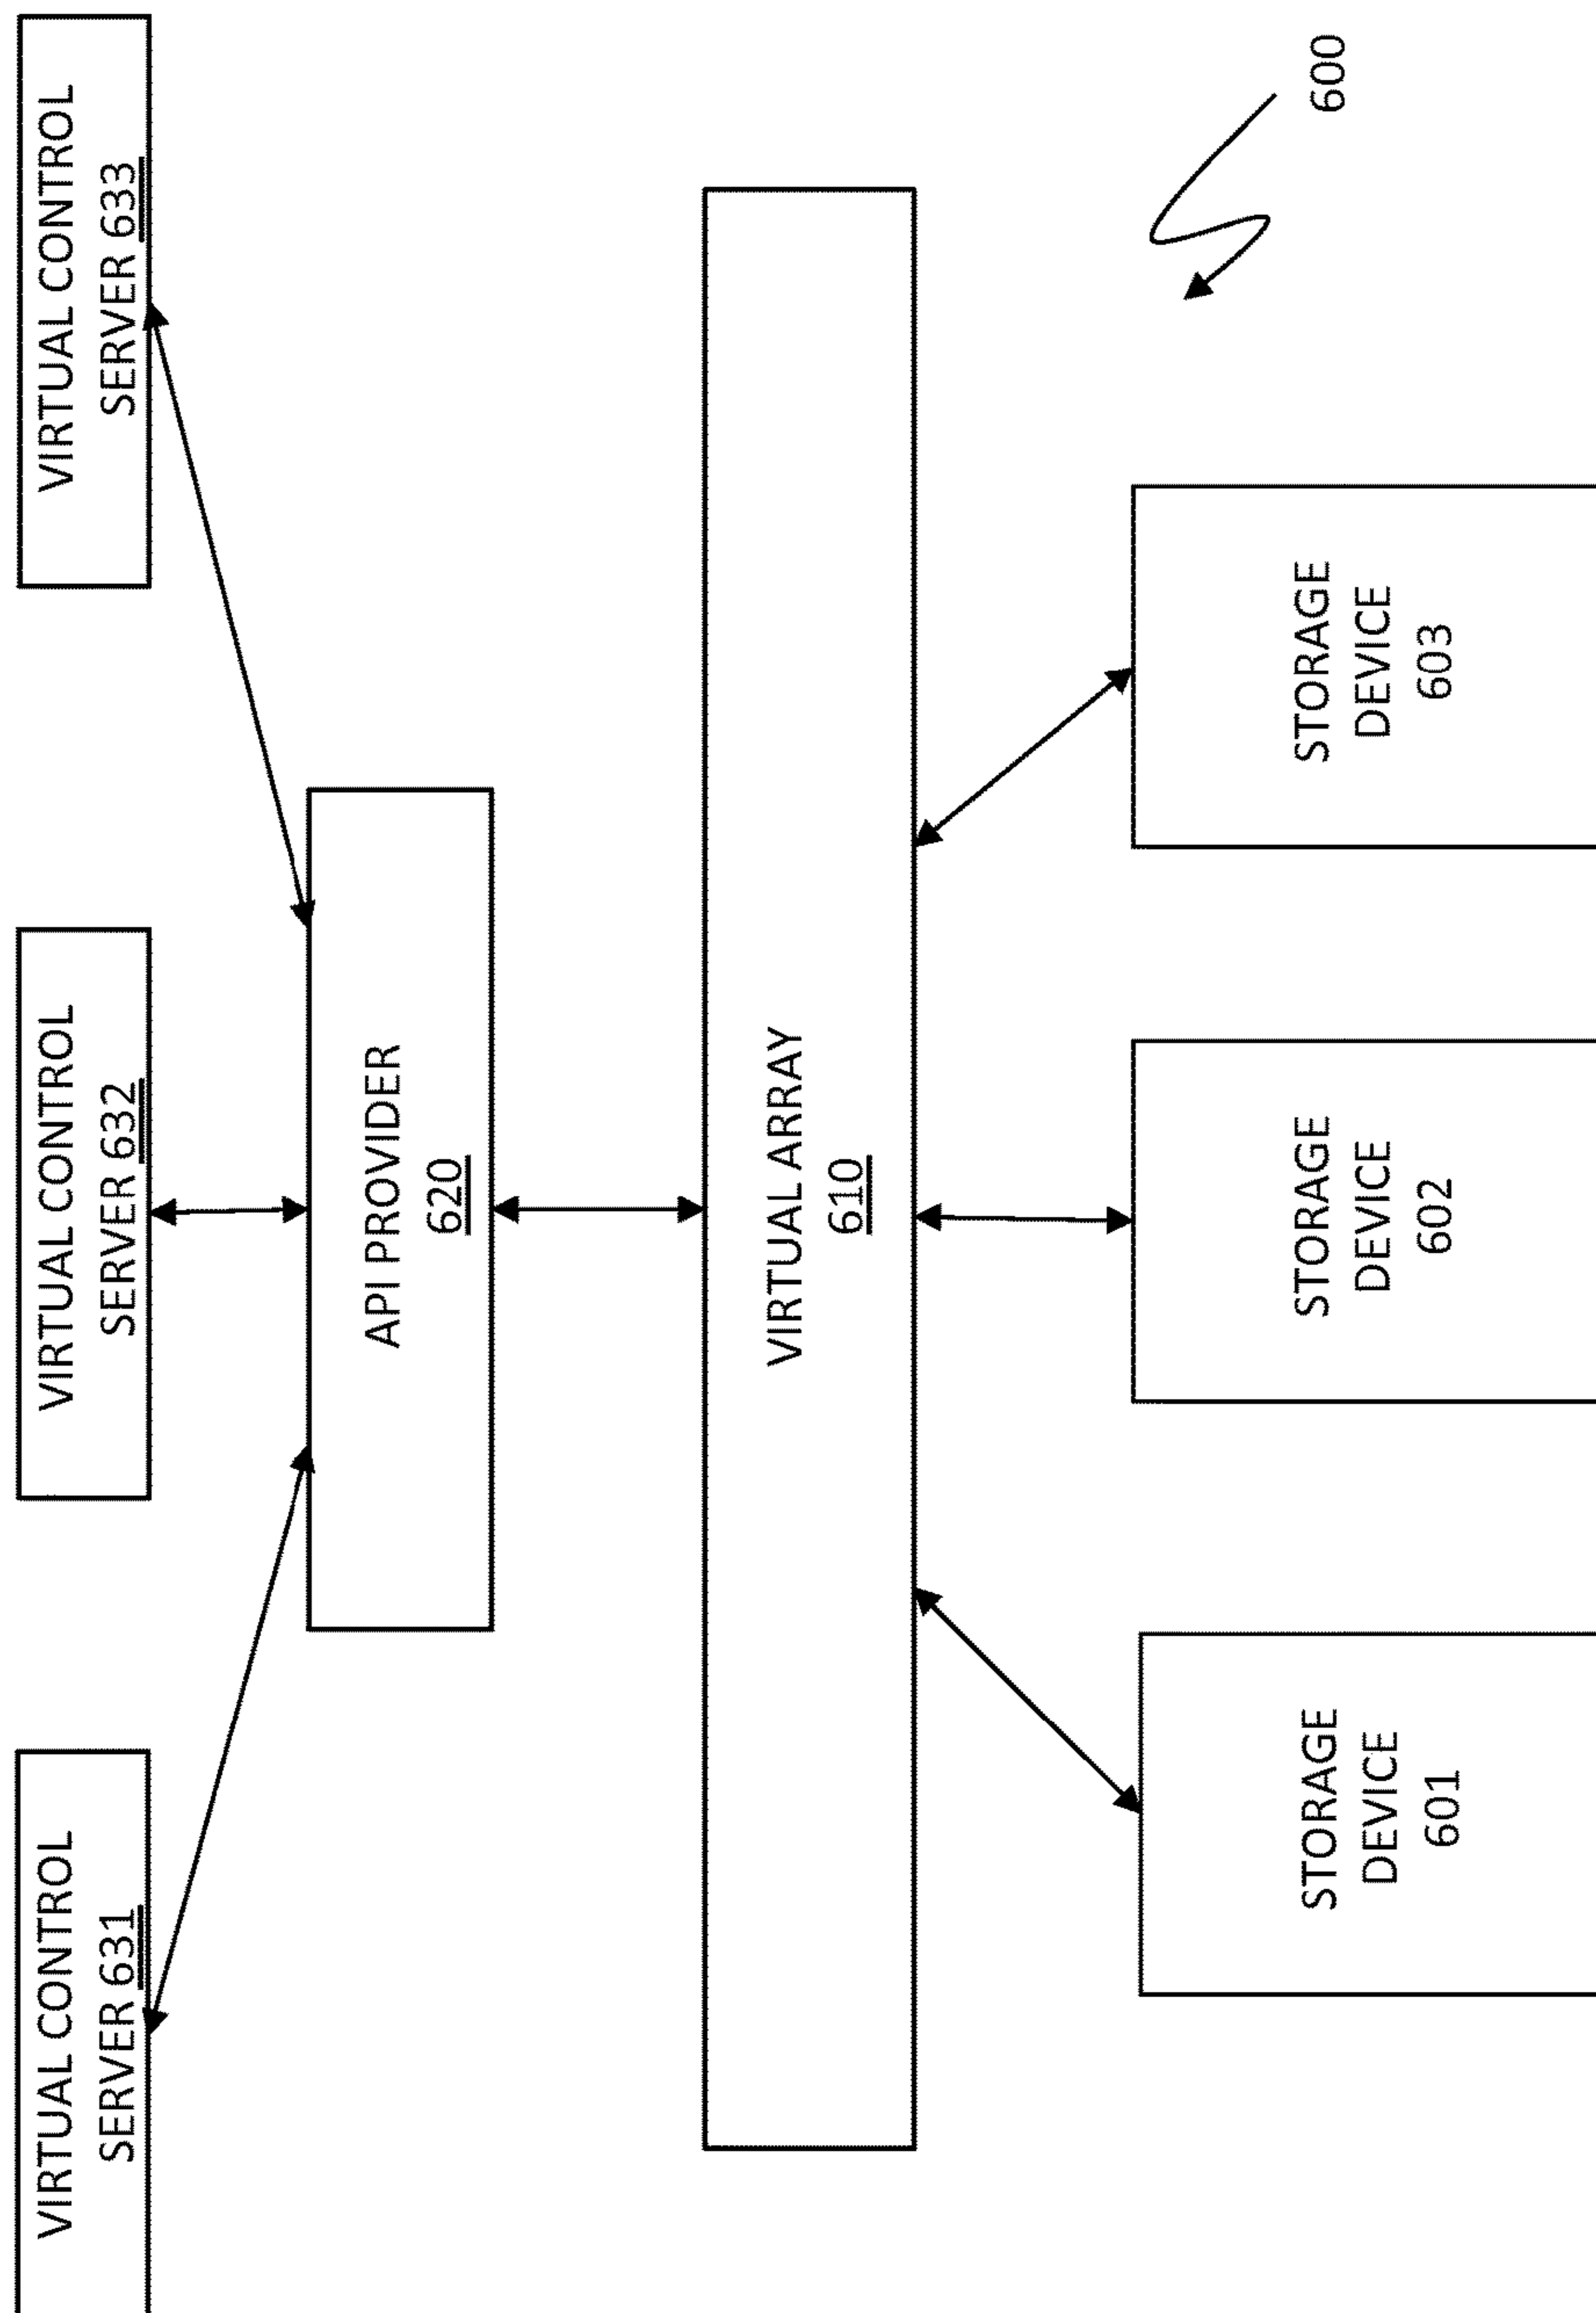 VIRTUAL CONTROL
SERVER 631
VIRTUAL CONTROL
SERVER 632
VIRTUAL CONTROL
SERVER 633
API PROVIDER
620
VIRTUAL ARRAY
610
STORAGE
DEVICE
601
STORAGE
DEVICE
602
STORAGE
DEVICE
603
600